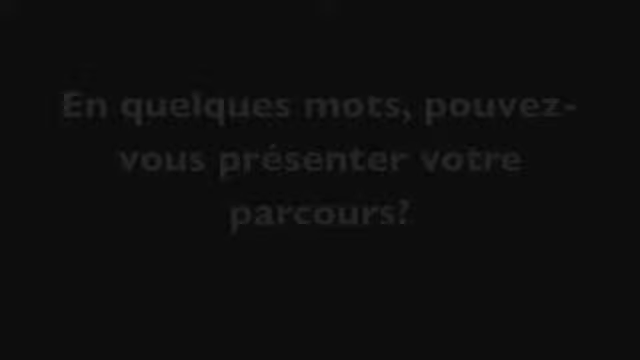 En quelques mots, pouvez-
vous présenter votre
parcours?